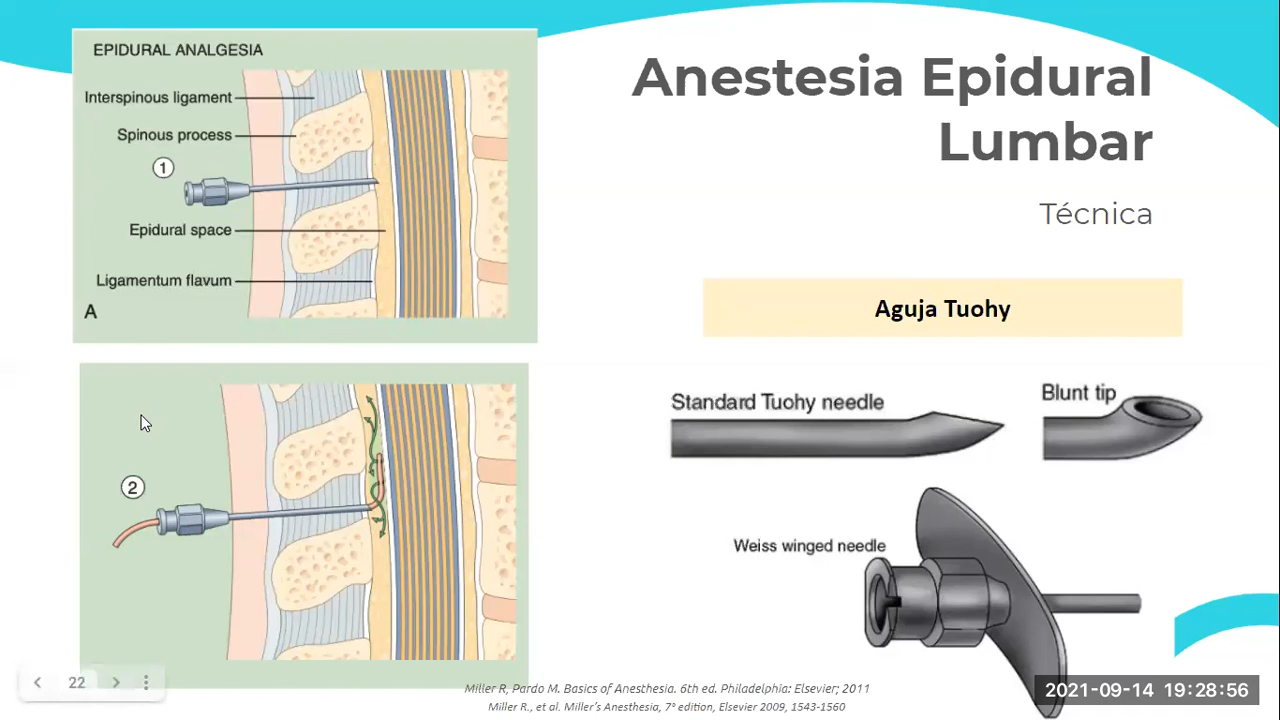 EPIDURAL ANALGESIA
Interspinous ligament
Spinous process
1
Epidural space
Ligamentum flavum
A
2
Anestesia Epidural
Lumbar
Técnica
Aguja Tuohy
Standard Tuohy needle
Blunt tip
Weiss winged needle
Miller R, Pardo M. Basics of Anesthesia. 6th ed. Philadelphia: Elsevier; 2011
Miller R., et al. Miller's Anesthesia, 7ª edition, Elsevier 2009, 1543-1560
22
2021-09-14 19:28:56